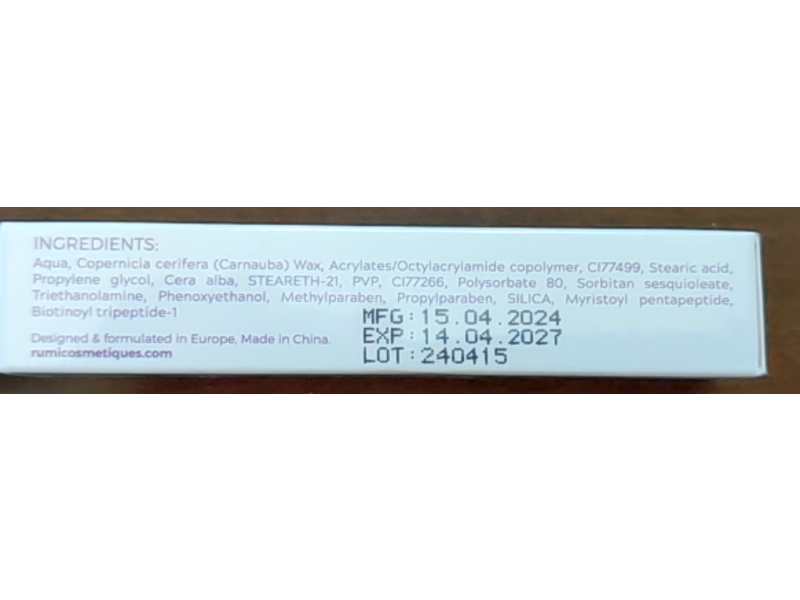 INGREDIENTS:
Aqua, Copernicia cerifera (Carnauba) Wax, Acrylates/Octylacrylamide copolymer, CI77499, Stearic acid,
Propylene glycol, Cera alba, STEARETH-21, PVP, CI77266, Polysorbate 80, Sorbitan sesquioleate,
Triethanolamine, Phenoxyethanol, Methylparaben, Propylparaben, SILICA, Myristoyl pentapeptide,
Biotinoyl tripeptide-1
MFG:15.04.2024
EXP:14.04.2027
LOT:240415
Designed & formulated in Europe, Made in China.
rumicosmetiques.com